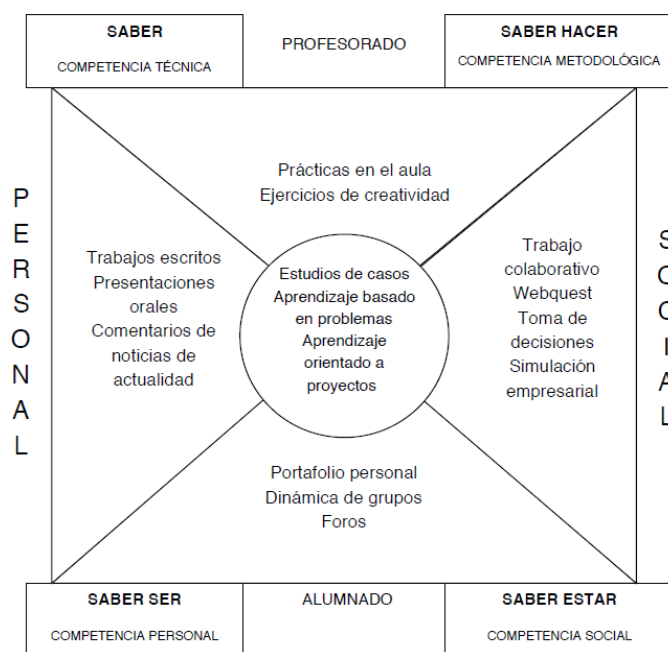 SABER
COMPETENCIA TÉCNICA
PROFESORADO
SABER HACER
COMPETENCIA METODOLÓGICA
PERSONAL
Prácticas en el aula
Ejercicios de creatividad
Trabajos escritos
Presentaciones
orales
Comentarios de
noticias de
actualidad
Estudios de casos
Aprendizaje basado
en problemas
Aprendizaje
orientado a
proyectos
Trabajo
colaborativo
Webquest
Toma de
decisiones
Simulación
empresarial
SOCIAL
Portafolio personal
Dinámica de grupos
Foros
SABER SER
COMPETENCIA PERSONAL
ALUMNADO
SABER ESTAR
COMPETENCIA SOCIAL